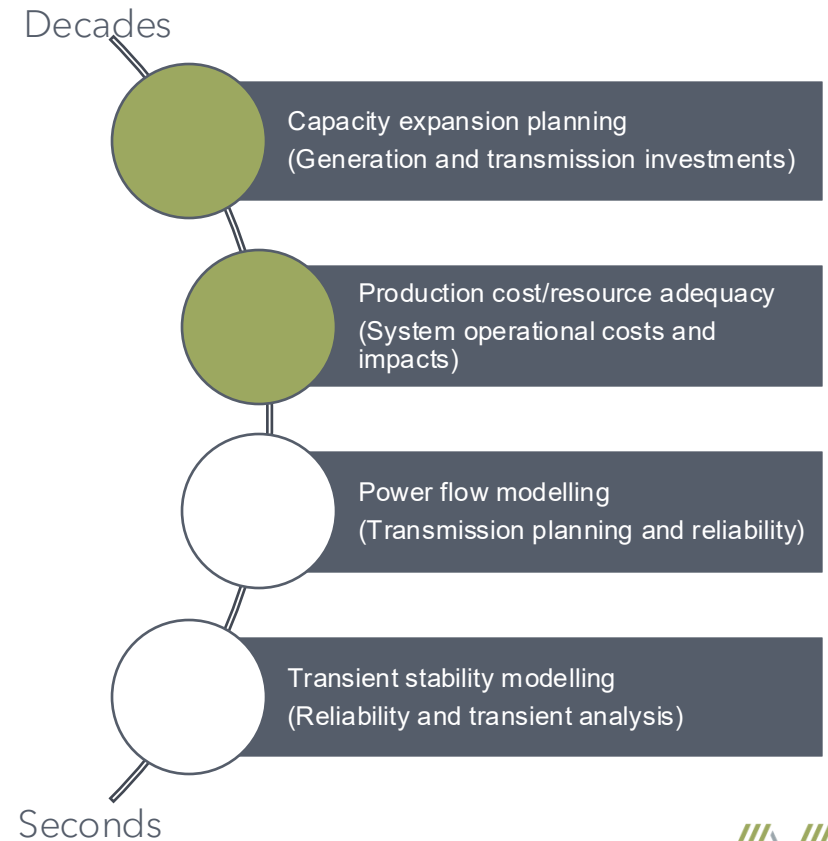 Decades
Capacity expansion planning
(Generation and transmission investments)
Production cost/resource adequacy
(System operational costs and
impacts)
Power flow modelling
(Transmission planning and reliability)
Transient stability modelling
(Reliability and transient analysis)
Seconds